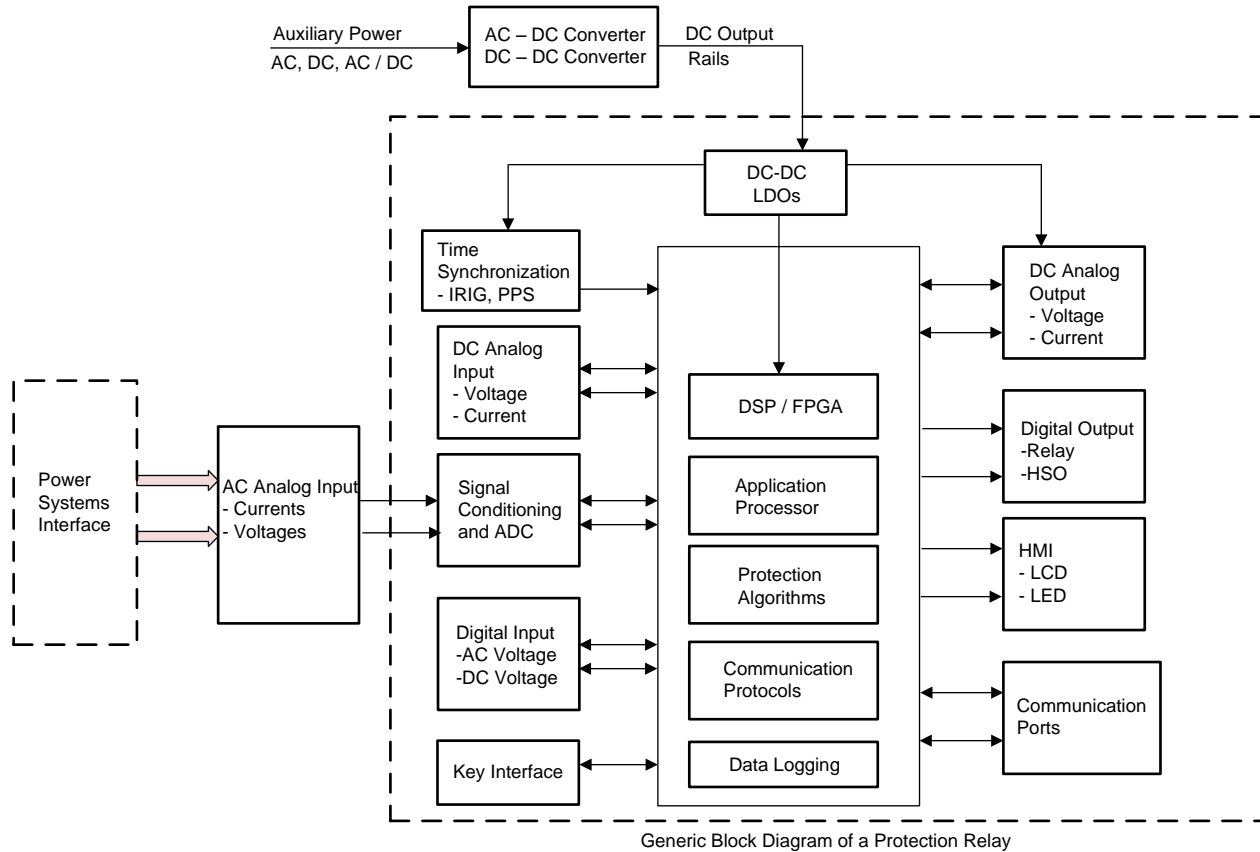 Auxiliary Power
AC, DC, AC / DC
AC – DC Converter
DC – DC Converter
DC Output
Rails
DC-DC
LDOs
Time
Synchronization
- IRIG, PPS
DC Analog
Output
- Voltage
- Current
DC Analog
Input
- Voltage
- Current
DSP / FPGA
Power
Systems
Interface
AC Analog Input
- Currents
- Voltages
Signal
Conditioning
and ADC
Application
Processor
Digital Output
-Relay
-HSO
Protection
Algorithms
HMI
- LCD
- LED
Digital Input
-AC Voltage
-DC Voltage
Communication
Protocols
Communication
Ports
Key Interface
Data Logging
Generic Block Diagram of a Protection Relay